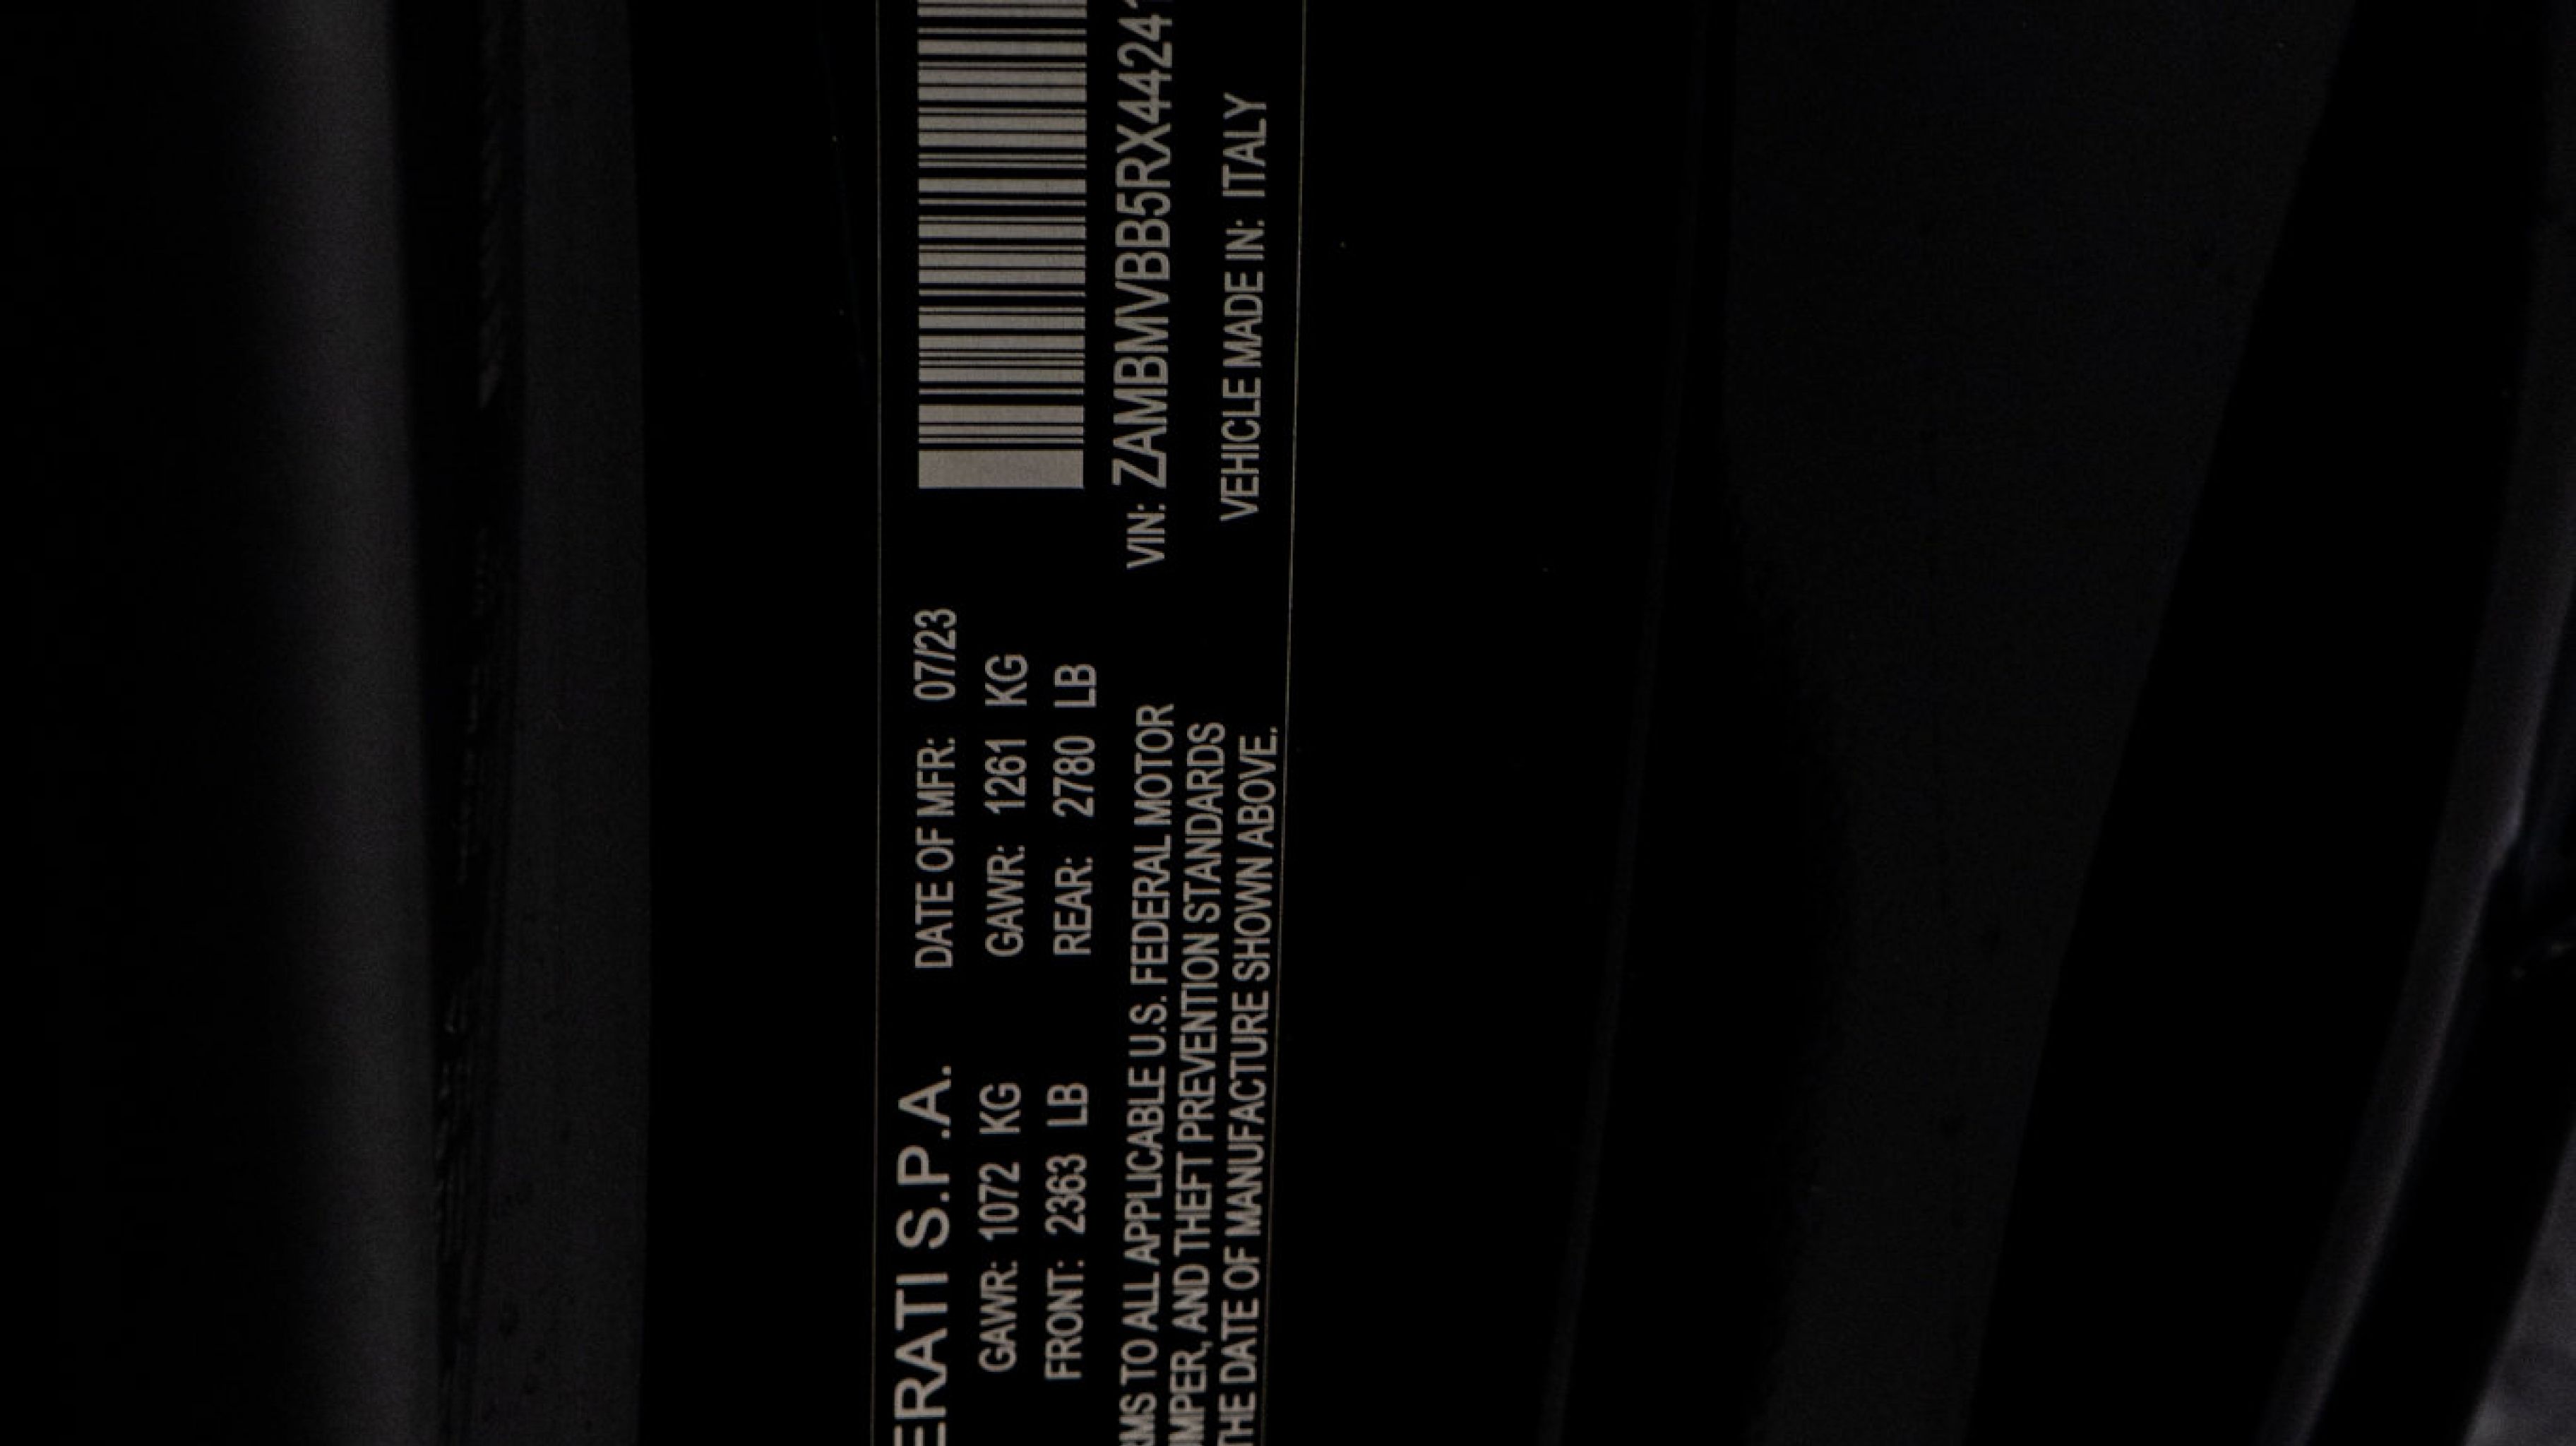 ERATI S.P.A. DATE OF MFR: 07/23
GAWR: 1072 KG GAWR: 1261 KG
FRONT: 2363 LB REAR: 2780 LB
RMS TO ALL APPLICABLE U.S. FEDERAL MOTOR
MPER, AND THEFT PREVENTION STANDARDS
THE DATE OF MANUFACTURE SHOWN ABOVE.
VIN: ZAMBMVBB5RX44241
VEHICLE MADE IN: ITALY